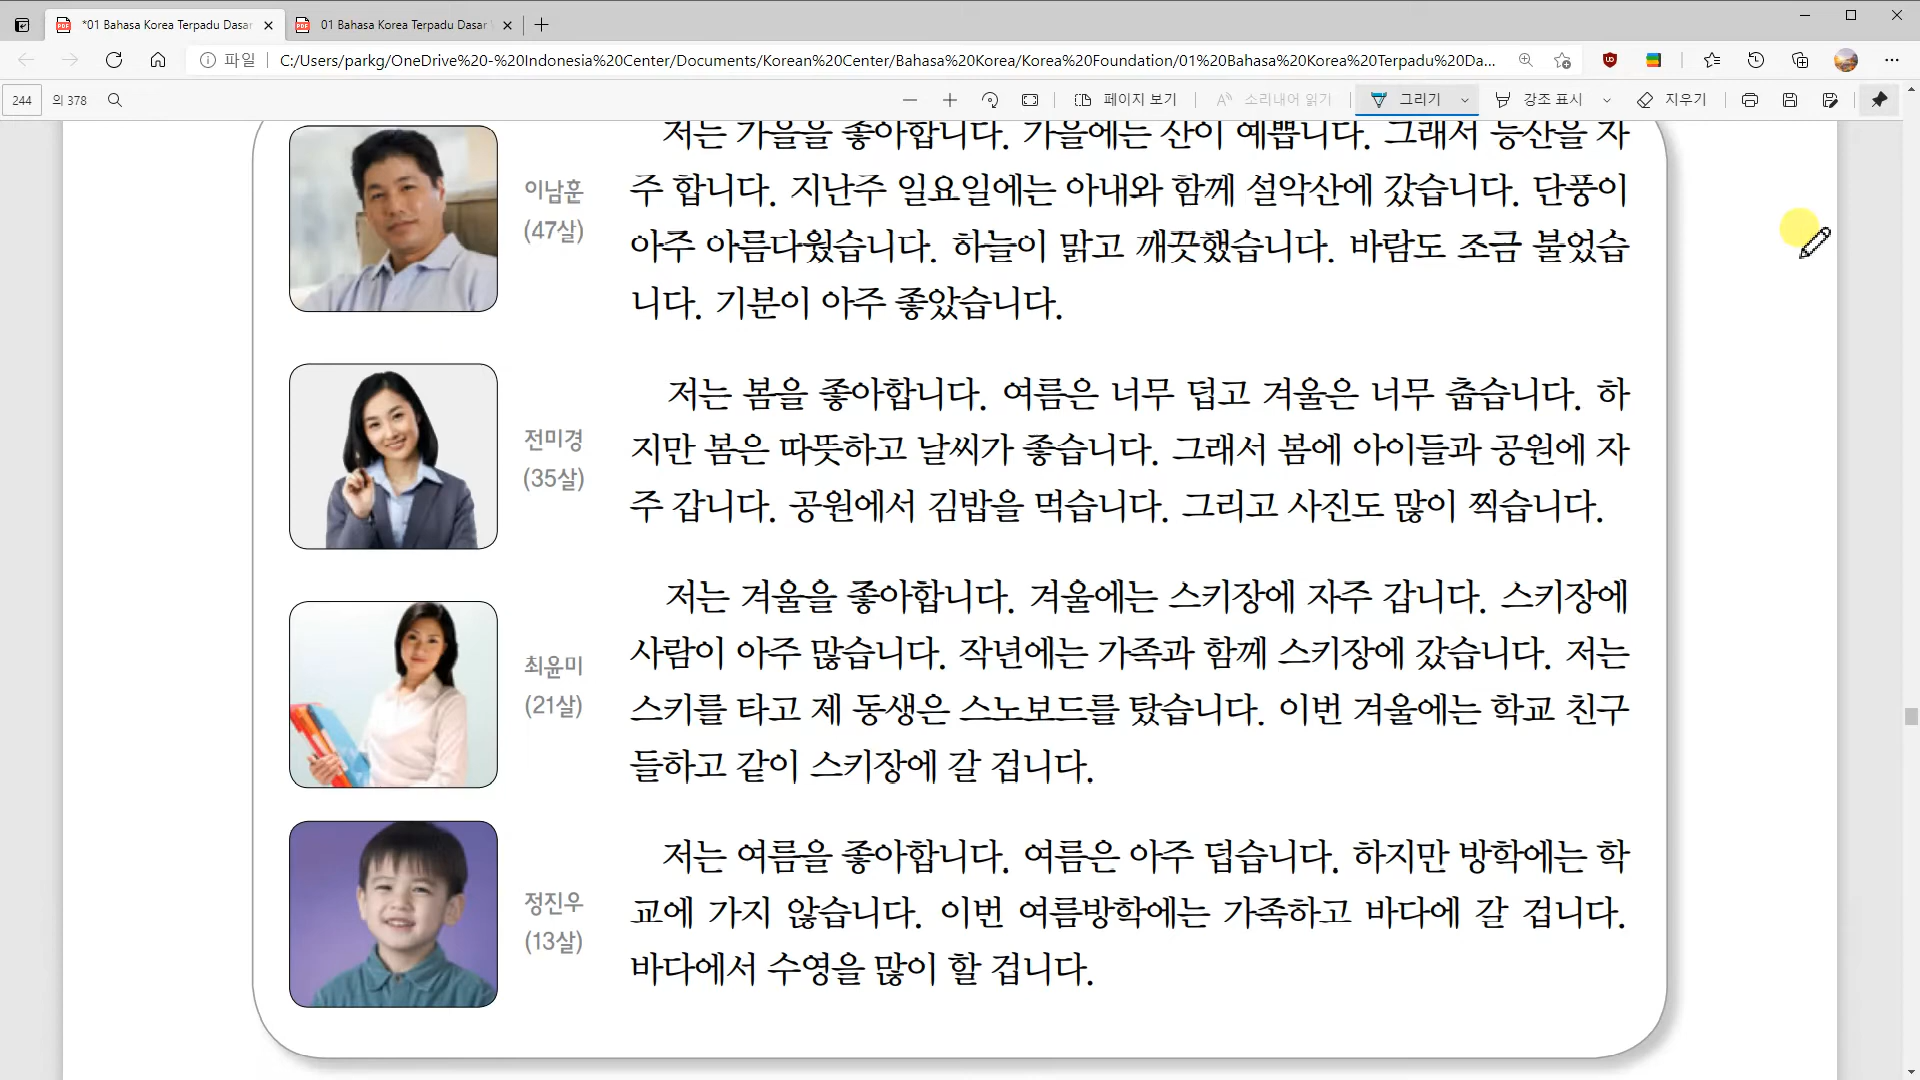 *01 Bahasa Korea Terpadu Dasar
01 Bahasa Korea Terpadu Dasar
파일
C:/Users/parkg/OneDrive%20-%20Indonesia%20Center/Documents/Korean%20Center/Bahasa%20Korea/Korea%20Foundation/01%20Bahasa%20Korea%20Terpadu%20Da...
244 의 378
페이지 보기
소리내어 읽기
그리기
강조 표시
지우기
이남훈
(47살)
저는 가을을 좋아합니다. 가을에는 산이 예쁩니다. 그래서 등산을 자
주 합니다. 지난주 일요일에는 아내와 함께 설악산에 갔습니다. 단풍이
아주 아름다웠습니다. 하늘이 맑고 깨끗했습니다. 바람도 조금 불었습
니다. 기분이 아주 좋았습니다.
전미경
(35살)
저는 봄을 좋아합니다. 여름은 너무 덥고 겨울은 너무 춥습니다. 하
지만 봄은 따뜻하고 날씨가 좋습니다. 그래서 봄에 아이들과 공원에 자
주 갑니다. 공원에서 김밥을 먹습니다. 그리고 사진도 많이 찍습니다.
최윤미
(21살)
저는 겨울을 좋아합니다. 겨울에는 스키장에 자주 갑니다. 스키장에
사람이 아주 많습니다. 작년에는 가족과 함께 스키장에 갔습니다. 저는
스키를 타고 제 동생은 스노보드를 탔습니다. 이번 겨울에는 학교 친구
들하고 같이 스키장에 갈 겁니다.
정진우
(13살)
저는 여름을 좋아합니다. 여름은 아주 덥습니다. 하지만 방학에는 학
교에 가지 않습니다. 이번 여름방학에는 가족하고 바다에 갈 겁니다.
바다에서 수영을 많이 할 겁니다.